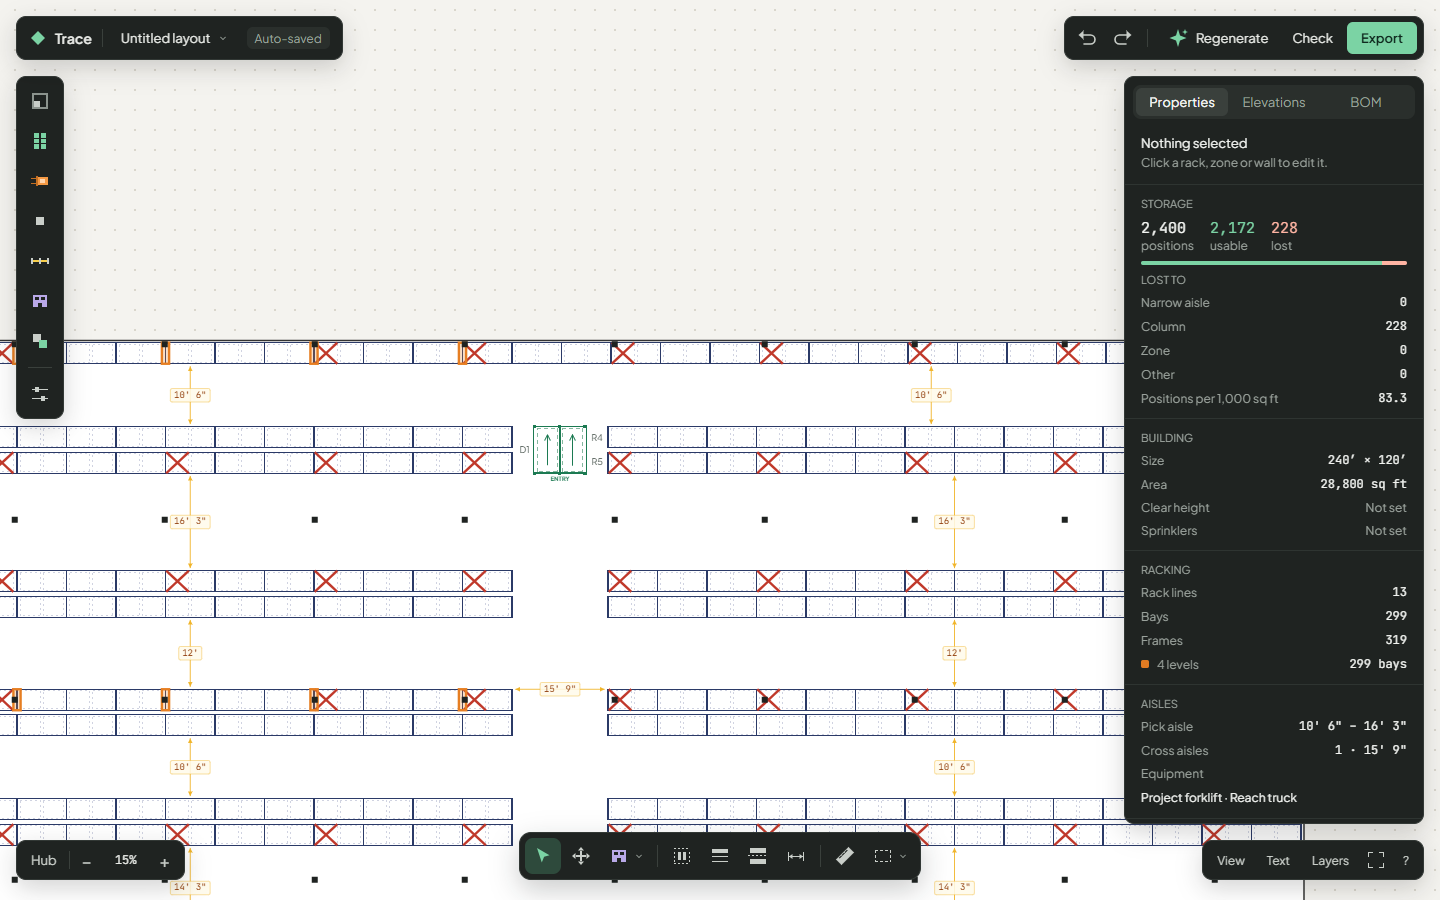 Trace
Untitled layout
Auto-saved
Regenerate
Check
Export
Properties
Elevations
BOM
Nothing selected
Click a rack, zone or wall to edit it.
STORAGE
2,400 2,172 228
positions usable lost
LOST TO
Narrow aisle 0
Column 228
Zone 0
Other 0
Positions per 1,000 sq ft 83.3
BUILDING
Size 240′ × 120′
Area 28,800 sq ft
Clear height Not set
Sprinklers Not set
RACKING
Rack lines 13
Bays 299
Frames 319
4 levels 299 bays
AISLES
Pick aisle 10' 6" – 16' 3"
Cross aisles 1 · 15' 9"
Equipment
Project forklift · Reach truck
10' 6" 10' 6"
D1 R4
R5
ENTRY
16' 3" 16' 3"
12' 12'
15' 9"
10' 6" 10' 6"
14' 3" 14' 3"
Hub – 15% +
View Text Layers ?